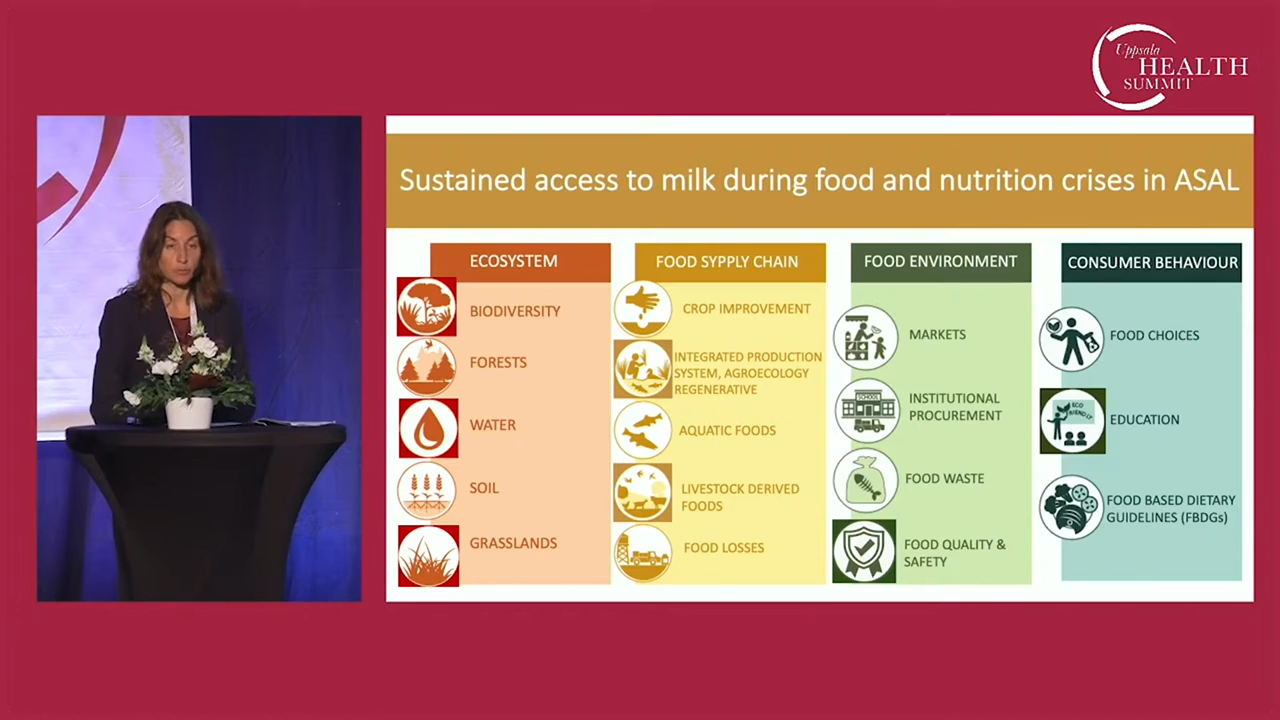 Uppsala
HEALTH
SUMMIT
Sustained access to milk during food and nutrition crises in ASAL
ECOSYSTEM
BIODIVERSITY
FORESTS
WATER
SOIL
GRASSLANDS
FOOD SYPPLY CHAIN
CROP IMPROVEMENT
INTEGRATED PRODUCTION
SYSTEM, AGROECOLOGY
REGENERATIVE
AQUATIC FOODS
LIVESTOCK DERIVED
FOODS
FOOD LOSSES
FOOD ENVIRONMENT
MARKETS
SCHOOL
INSTITUTIONAL
PROCUREMENT
FOOD WASTE
FOOD QUALITY &
SAFETY
CONSUMER BEHAVIOUR
FOOD CHOICES
ECO
FRIENDLY
EDUCATION
FOOD BASED DIETARY
GUIDELINES (FBDGs)